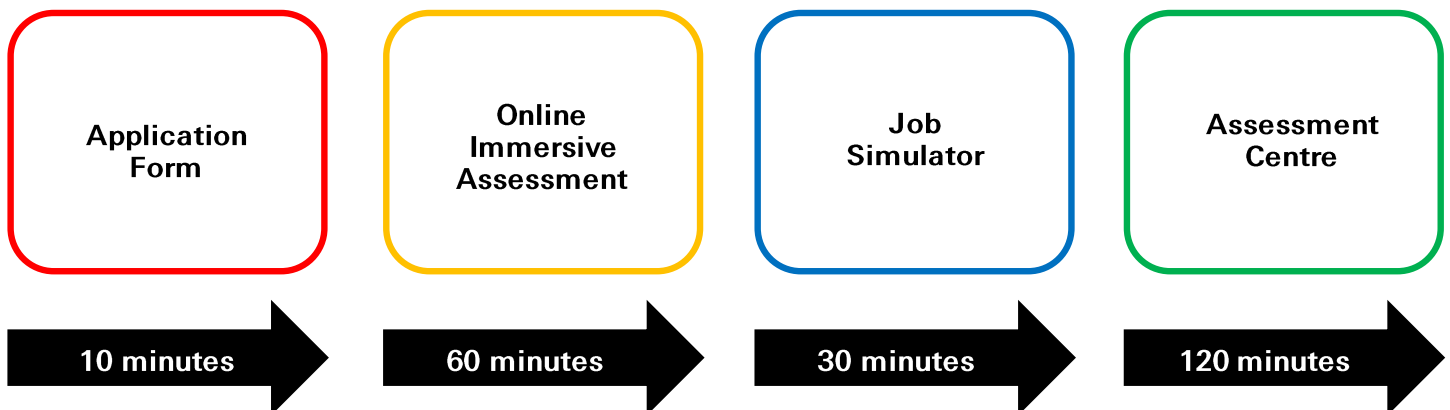 Application
Form
Online
Immersive
Assessment
Job
Simulator
Assessment
Centre
10 minutes
60 minutes
30 minutes
120 minutes